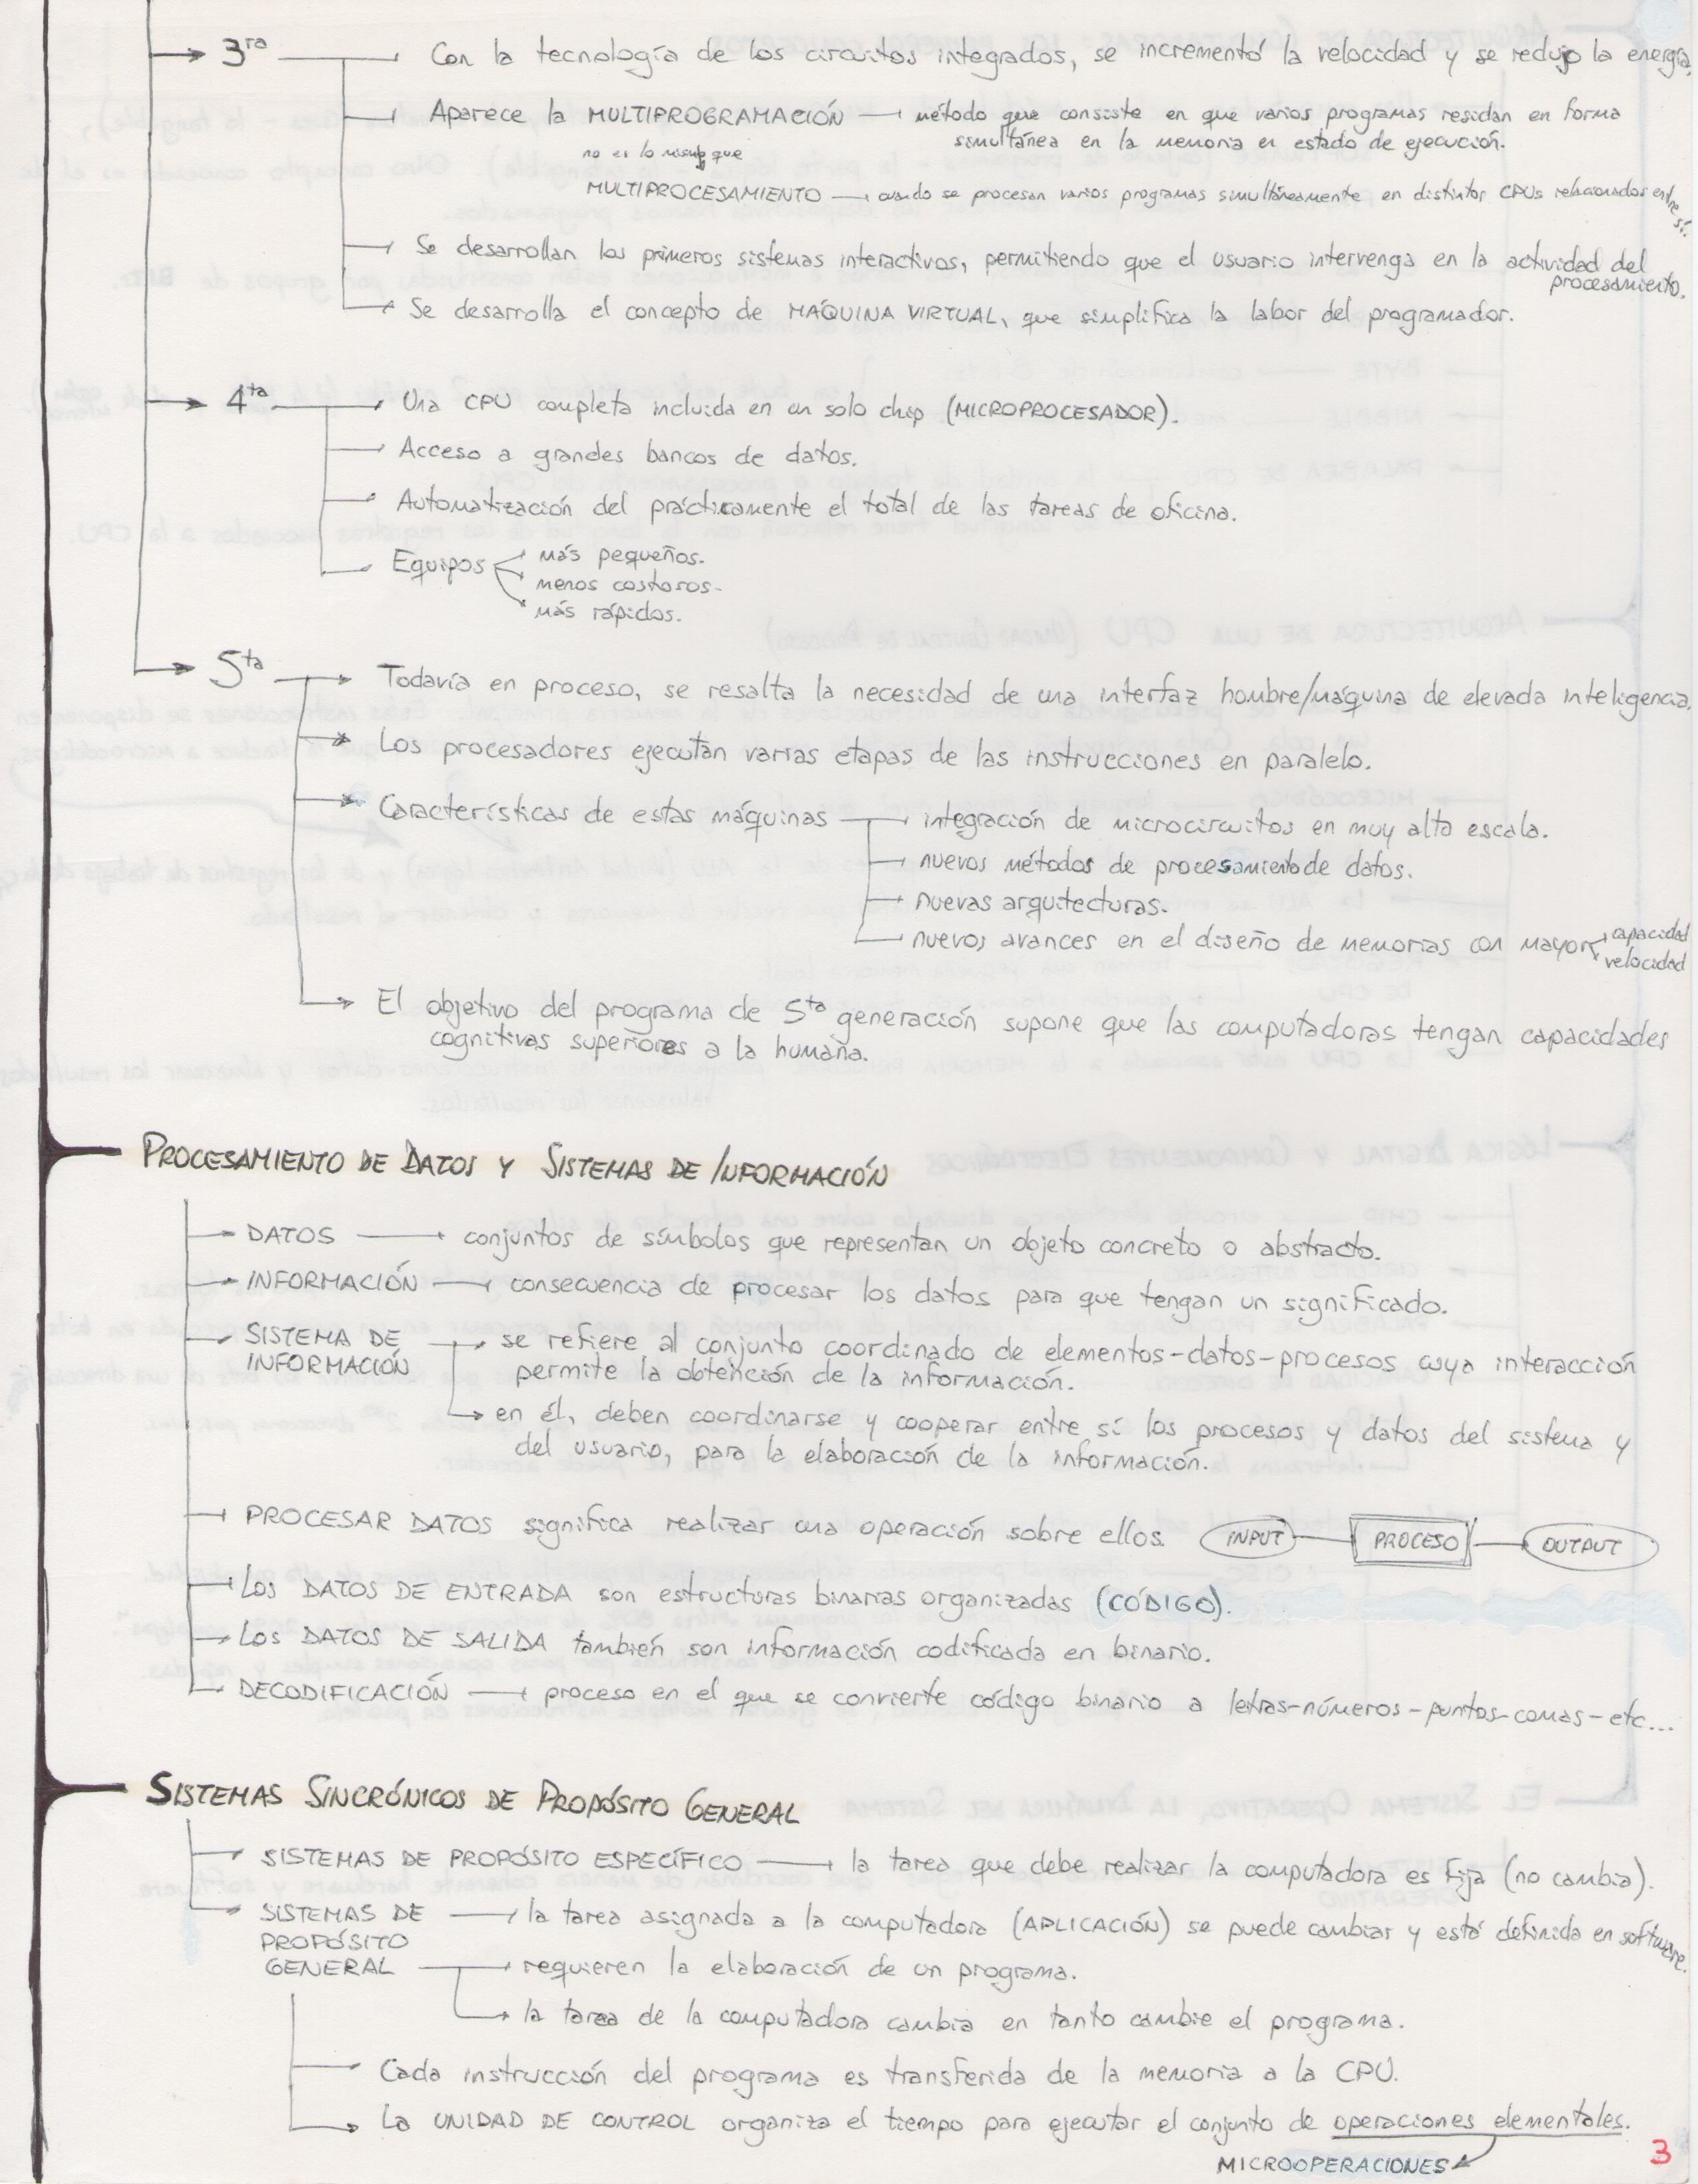 3ra
Con la tecnología de los circuitos integrados, se incrementó la velocidad y se redujo la energía.
Aparece la MULTIPROGRAMACIÓN — método que consiste en que varios programas residan en forma
simultánea en la memoria en estado de ejecución.
no es lo mismo que
MULTIPROCESAMIENTO — cuando se procesan varios programas simultáneamente en distintos CPUs relacionados entre sí.
Se desarrollan los primeros sistemas interactivos, permitiendo que el usuario intervenga en la actividad del
procesamiento.
Se desarrolla el concepto de MÁQUINA VIRTUAL, que simplifica la labor del programador.
4ta
Una CPU completa incluida en un solo chip (MICROPROCESADOR).
Acceso a grandes bancos de datos.
Automatización del prácticamente el total de las tareas de oficina.
Equipos
más pequeños.
menos costosos.
más rápidos.
5ta
Todavía en proceso, se resalta la necesidad de una interfaz hombre/máquina de elevada inteligencia.
Los procesadores ejecutan varias etapas de las instrucciones en paralelo.
Características de estas máquinas
integración de microcircuitos en muy alta escala.
nuevos métodos de procesamiento de datos.
nuevas arquitecturas.
nuevos avances en el diseño de memorias con mayor
capacidad
velocidad
El objetivo del programa de 5ta generación supone que las computadoras tengan capacidades
cognitivas superiores a la humana.
PROCESAMIENTO DE DATOS Y SISTEMAS DE INFORMACIÓN
DATOS → conjuntos de símbolos que representan un objeto concreto o abstracto.
INFORMACIÓN → consecuencia de procesar los datos para que tengan un significado.
SISTEMA DE
INFORMACIÓN
se refiere al conjunto coordinado de elementos-datos-procesos cuya interacción
permite la obtención de la información.
en él, deben coordinarse y cooperar entre sí los procesos y datos del sistema y
del usuario, para la elaboración de la información.
PROCESAR DATOS significa realizar una operación sobre ellos. INPUT PROCESO OUTPUT
Los DATOS DE ENTRADA son estructuras binarias organizadas (CÓDIGO).
Los DATOS DE SALIDA también son información codificada en binario.
DECODIFICACIÓN → proceso en el que se convierte código binario a letras-números-puntos-comas-etc...
SISTEMAS SINCRÓNICOS DE PROPÓSITO GENERAL
SISTEMAS DE PROPÓSITO ESPECÍFICO → la tarea que debe realizar la computadora es fija (no cambia).
SISTEMAS DE
PROPÓSITO
GENERAL
la tarea asignada a la computadora (APLICACIÓN) se puede cambiar y está definida en software.
requieren la elaboración de un programa.
la tarea de la computadora cambia en tanto cambie el programa.
Cada instrucción del programa es transferida de la memoria a la CPU.
La UNIDAD DE CONTROL organiza el tiempo para ejecutar el conjunto de operaciones elementales.
MICROOPERACIONES
3